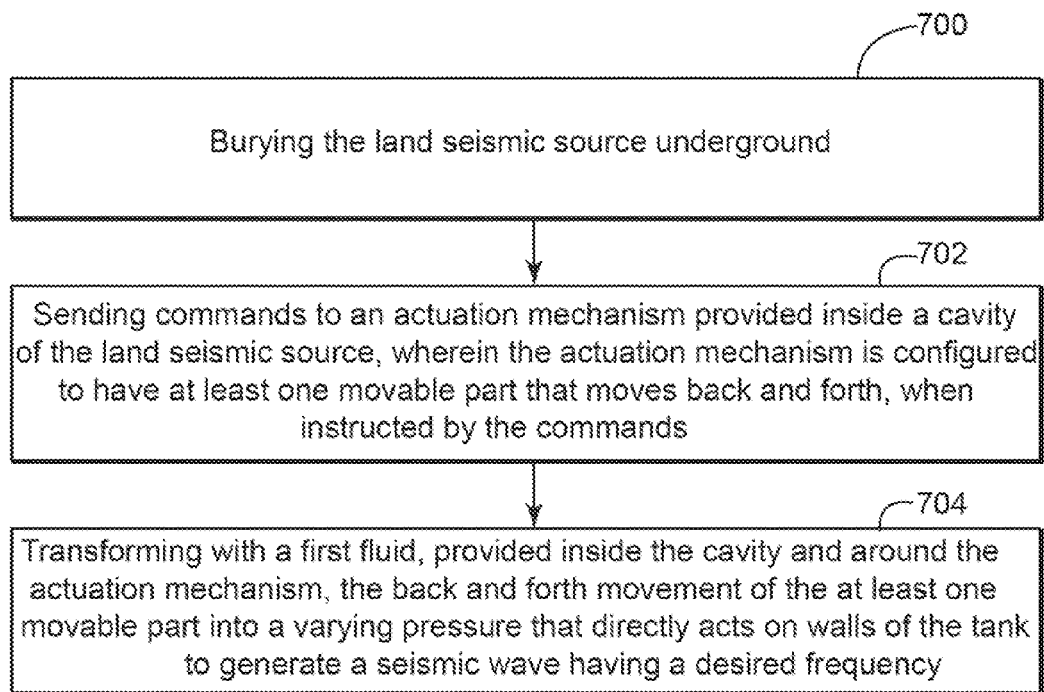 700
Burying the land seismic source underground
702
Sending commands to an actuation mechanism provided inside a cavity
of the land seismic source, wherein the actuation mechanism is configured
to have at least one movable part that moves back and forth, when
instructed by the commands
704
Transforming with a first fluid, provided inside the cavity and around the
actuation mechanism, the back and forth movement of the at least one
movable part into a varying pressure that directly acts on walls of the tank
to generate a seismic wave having a desired frequency